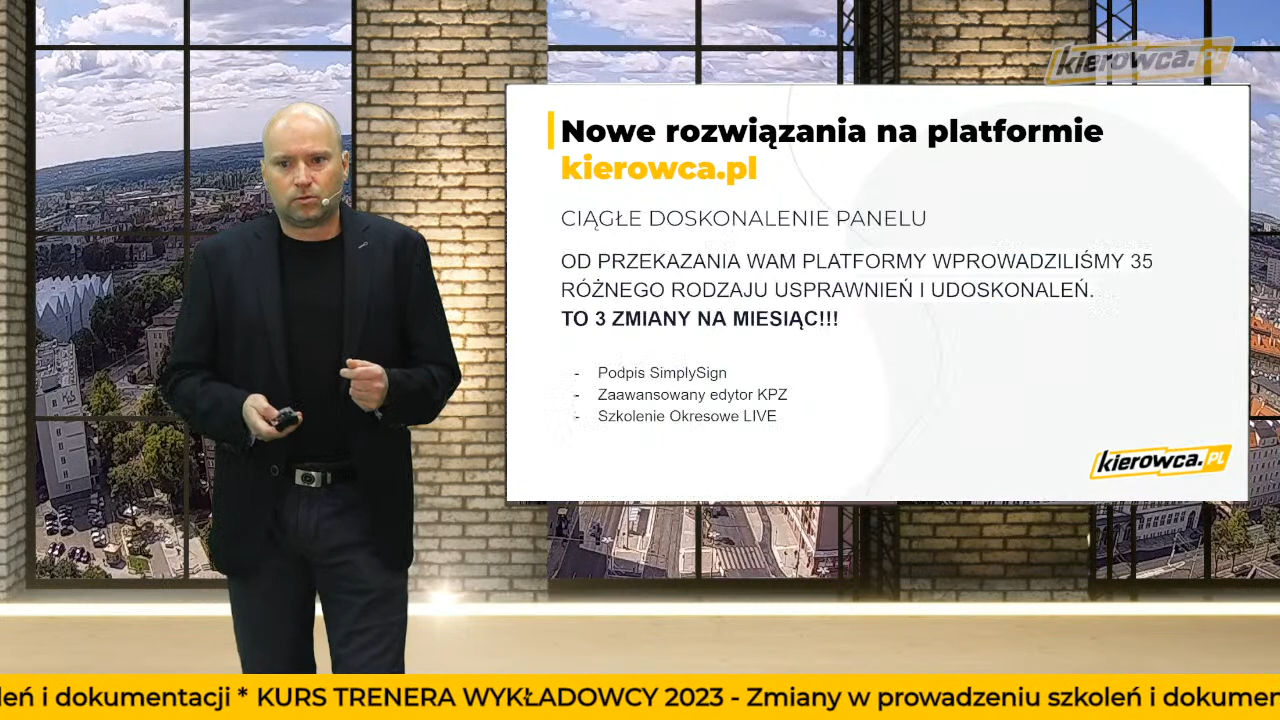 kierowca.PL
Nowe rozwiązania na platformie
kierowca.pl
CIĄGŁE DOSKONALENIE PANELU
OD PRZEKAZANIA WAM PLATFORMY WPROWADZILIŚMY 35
RÓŻNEGO RODZAJU USPRAWNIEŃ I UDOSKONALEŃ.
TO 3 ZMIANY NA MIESIĄC!!!
- Podpis SimplySign
- Zaawansowany edytor KPZ
- Szkolenie Okresowe LIVE
kierowca.PL
leń i dokumentacji * KURS TRENERA WYKŁADOWCY 2023 - Zmiany w prowadzeniu szkoleń i dokumen